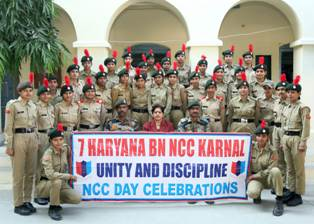 7 HARYANA BN NCC KARNAL
UNITY AND DISCIPLINE
NCC DAY CELEBRATIONS